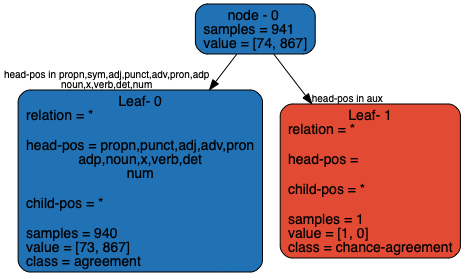 node - 0
samples = 941
value = [74, 867]
head-pos in propn,sym,adj,punct,adv,pron,adp
noun,x,verb,det,num
head-pos in aux
Leaf- 0
relation = *
head-pos = propn,punct,adj,adv,pron
adp,noun,x,verb,det
num
child-pos = *
samples = 940
value = [73, 867]
class = agreement
Leaf- 1
relation = *
head-pos =
child-pos = *
samples = 1
value = [1, 0]
class = chance-agreement